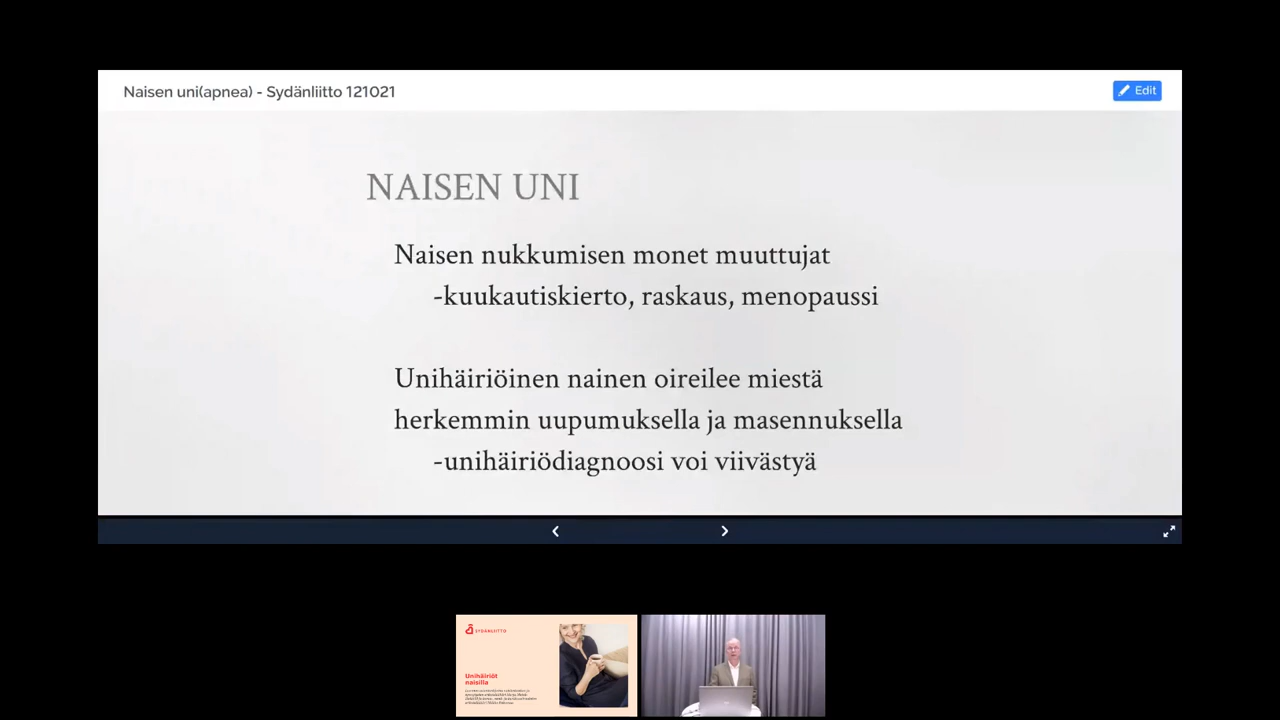 Naisen uni(apnea) - Sydänliitto 121021
Edit
NAISEN UNI
Naisen nukkumisen monet muuttujat
-kuukautiskierto, raskaus, menopaussi
Unihäiriöinen nainen oireilee miestä
herkemmin uupumuksella ja masennuksella
-unihäiriödiagnoosi voi viivästyä
SYDÄNLIITTO
Unihäiriöt
naisilla